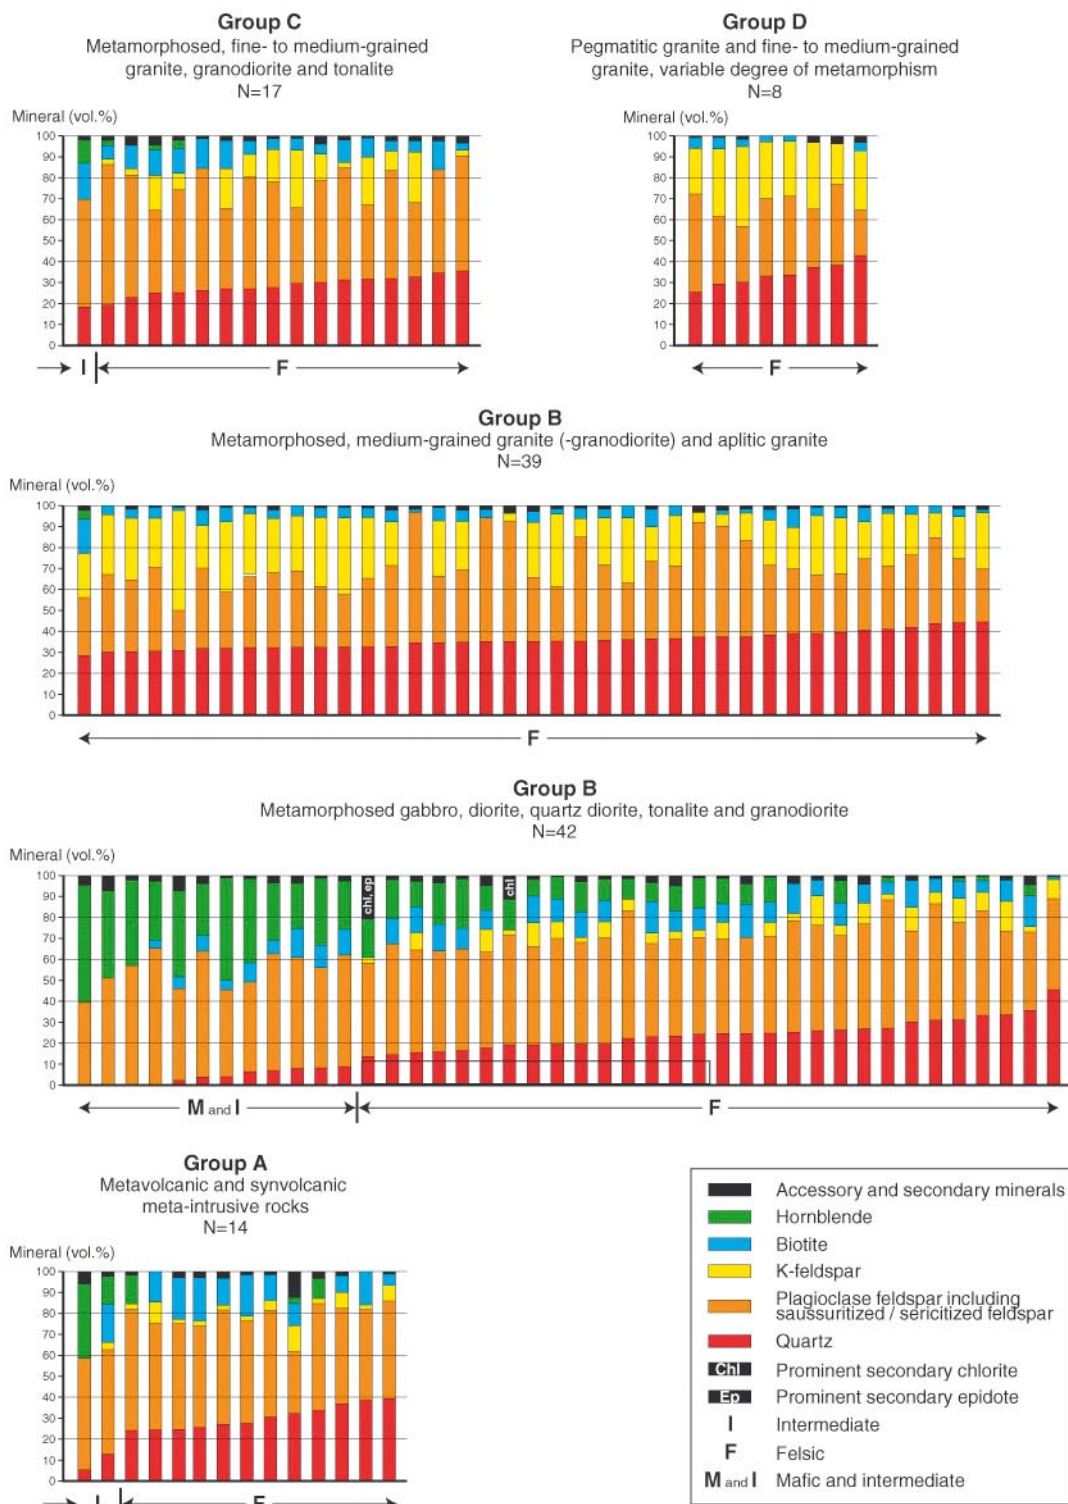 Group C
Metamorphosed, fine- to medium-grained
granite, granodiorite and tonalite
N=17
Mineral (vol.%)
100
90
80
70
60
50
40
30
20
10
0
I
F
Group D
Pegmatitic granite and fine- to medium-grained
granite, variable degree of metamorphism
N=8
Mineral (vol.%)
100
90
80
70
60
50
40
30
20
10
0
F
Group B
Metamorphosed, medium-grained granite (-granodiorite) and aplitic granite
N=39
Mineral (vol.%)
100
90
80
70
60
50
40
30
20
10
0
F
Group B
Metamorphosed gabbro, diorite, quartz diorite, tonalite and granodiorite
N=42
Mineral (vol.%)
100
90
80
70
60
50
40
30
20
10
0
chl, ep
chl
M and I
F
Group A
Metavolcanic and synvolcanic
meta-intrusive rocks
N=14
Mineral (vol.%)
100
90
80
70
60
50
40
30
20
10
0
I
F
Accessory and secondary minerals
Hornblende
Biotite
K-feldspar
Plagioclase feldspar including
saussuritized / sericitized feldspar
Quartz
Chl Prominent secondary chlorite
Ep Prominent secondary epidote
I Intermediate
F Felsic
M and I Mafic and intermediate